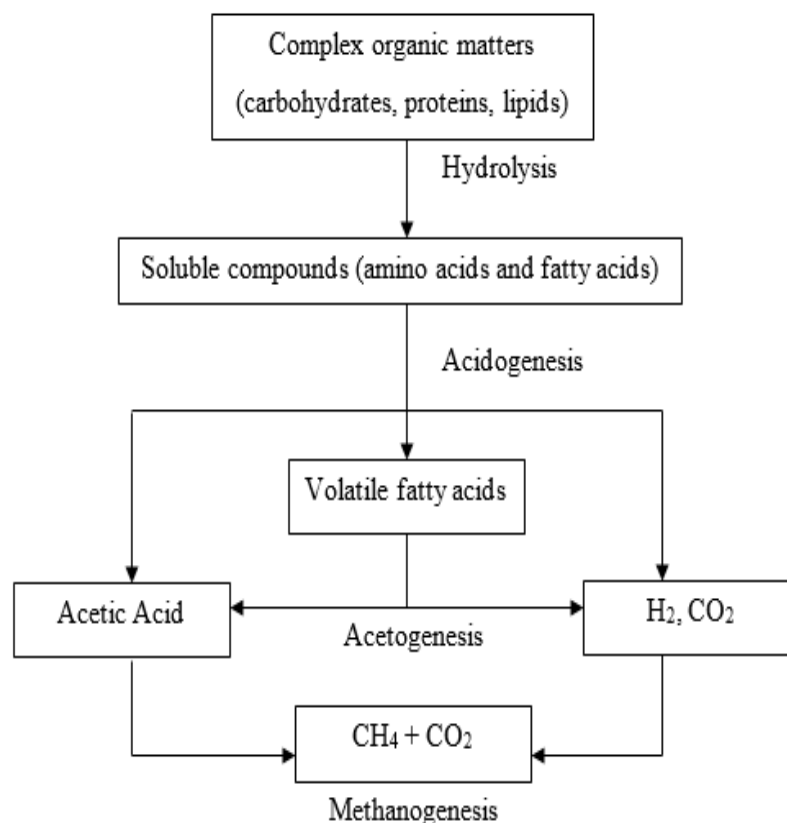 Complex organic matters
(carbohydrates, proteins, lipids)
Hydrolysis
Soluble compounds (amino acids and fatty acids)
Acidogenesis
Volatile fatty acids
Acetic Acid
H₂, CO₂
Acetogenesis
CH₄ + CO₂
Methanogenesis